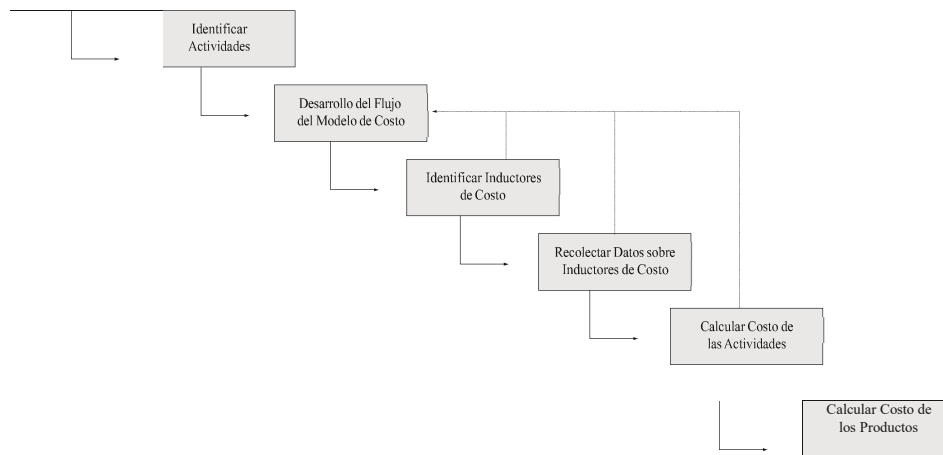 Identificar
Actividades
Desarrollo del Flujo
del Modelo de Costo
Identificar Inductores
de Costo
Recolectar Datos sobre
Inductores de Costo
Calcular Costo de
las Actividades
Calcular Costo de
los Productos